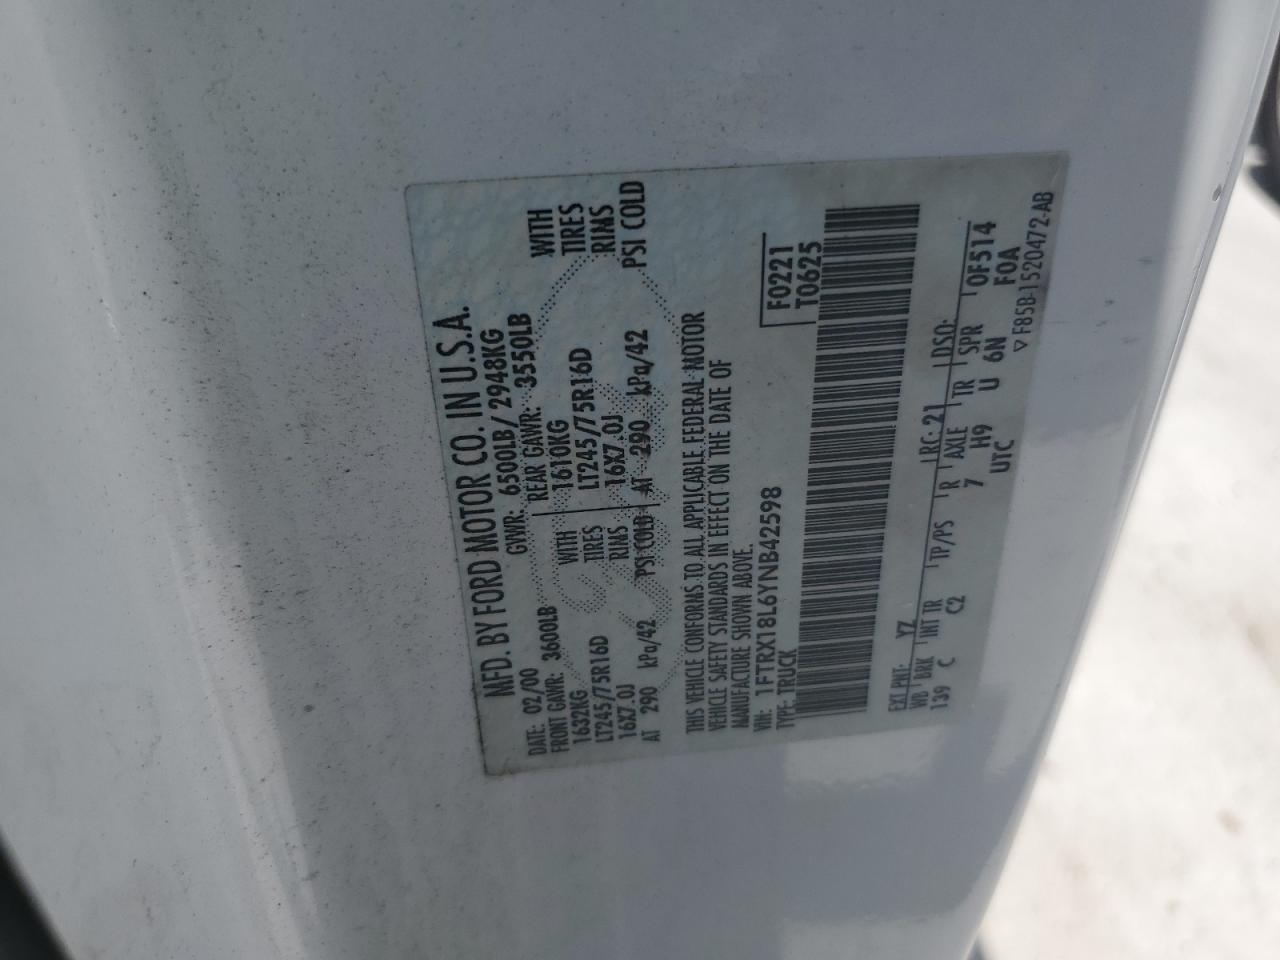 MFD. BY FORD MOTOR CO. IN U.S.A.
DATE: 02/00 GVWR: 6500LB/ 2948KG
FRONT GAWR: 3600LB REAR GAWR: 3550LB
1632KG WITH 1610KG WITH
LT245/75R16D TIRES LT245/75R16D TIRES
16X7.0J RIMS 16X7.0J RIMS
AT 290 kPa/42 PSI COLD AT 290 kPa/42 PSI COLD
THIS VEHICLE CONFORMS TO ALL APPLICABLE FEDERAL MOTOR
VEHICLE SAFETY STANDARDS IN EFFECT ON THE DATE OF
MANUFACTURE SHOWN ABOVE.
VIN: 1FTRX18L6YNB42598 F0221
TYPE: TRUCK T0625
EXT PNT: YZ RC: 21 DSO:
WB BRK INT TR TP/PS R AXLE TR SPR 0F514
139 C C2 7 H9 U 6N F0A
UTC
▽ F85B-1520472-AB